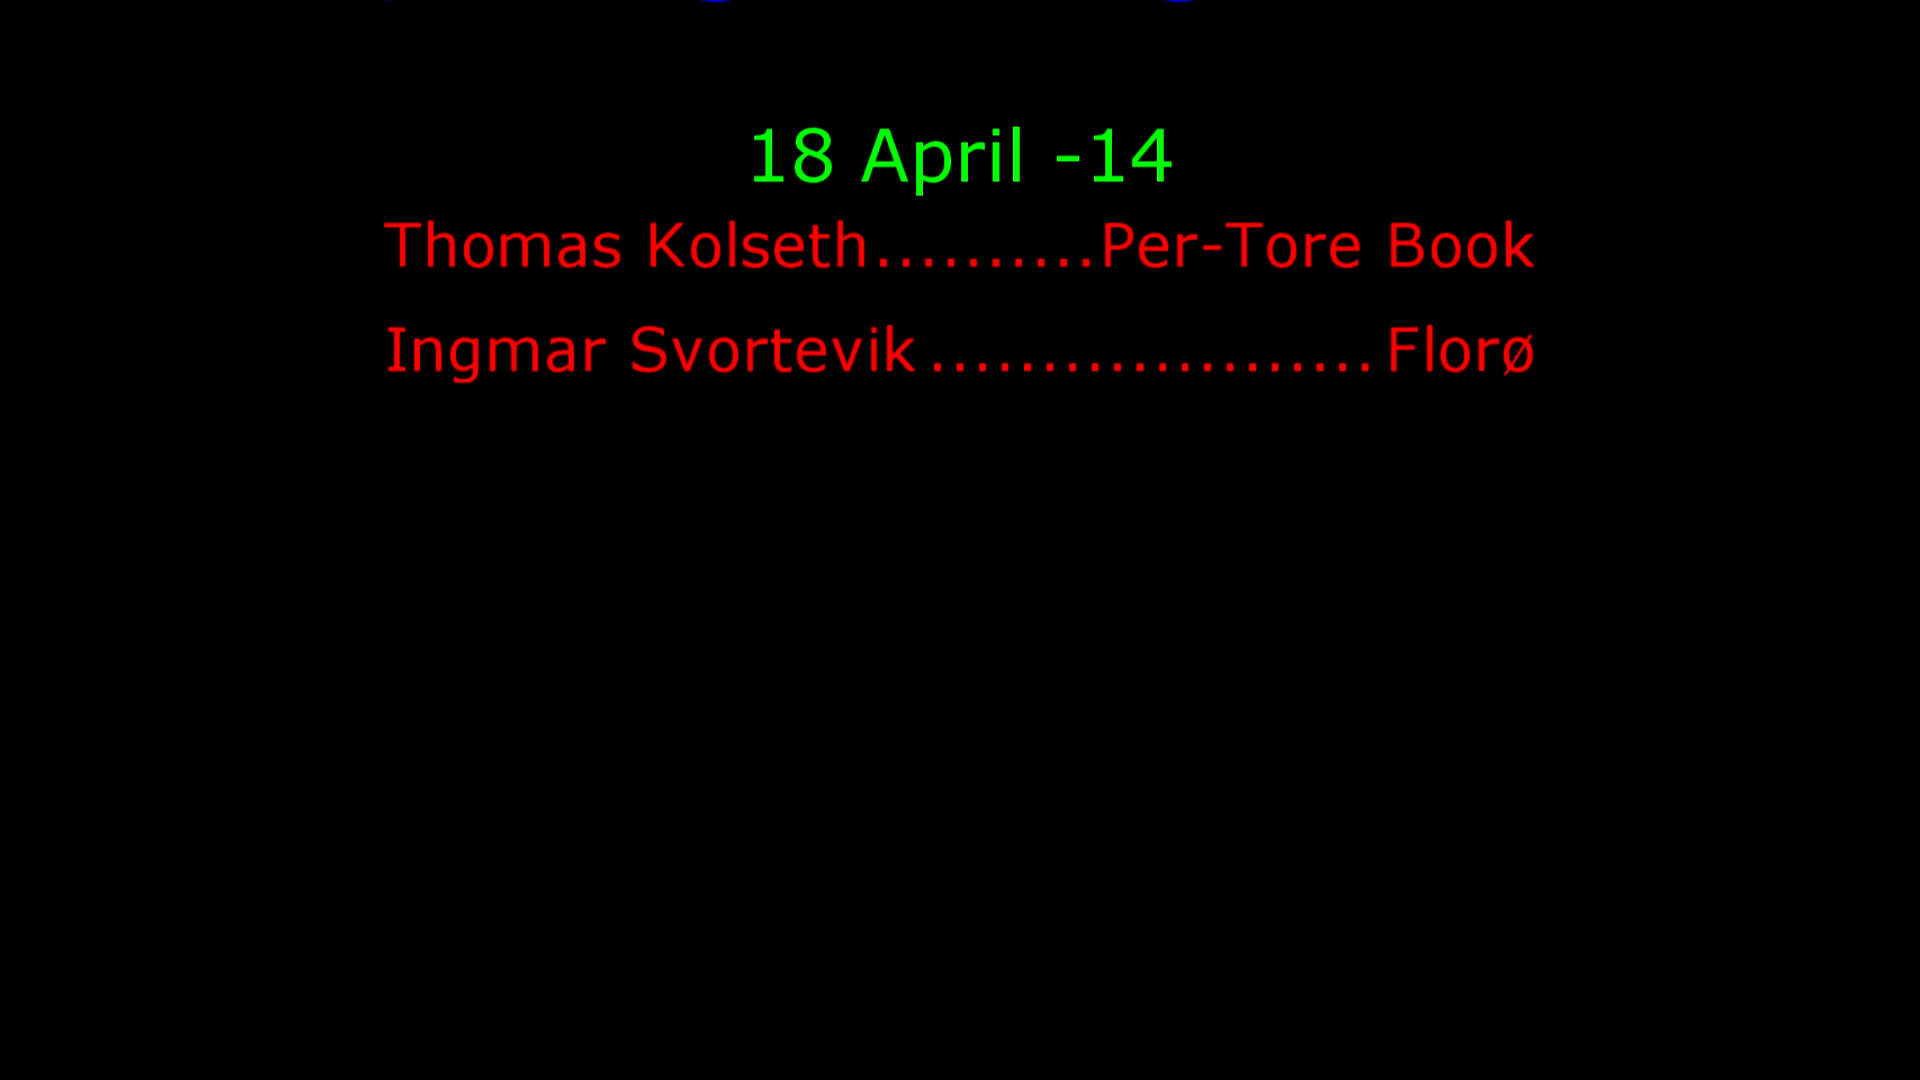 18 April -14
Thomas Kolseth..........Per-Tore Book
Ingmar Svortevik....................Florø